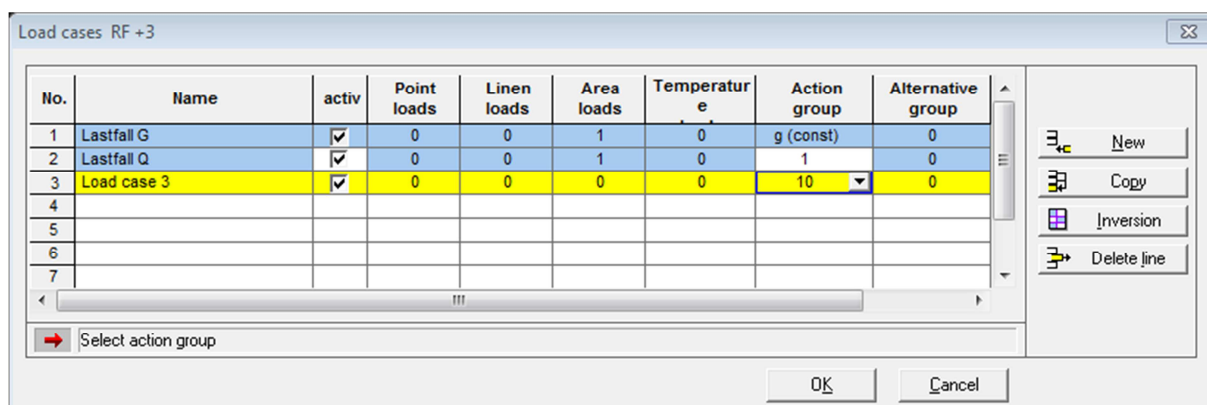 Load cases RF +3
No. Name activ Point loads Linen loads Area loads Temperatur e Action group Alternative group
1 Lastfall G 0 0 1 0 g (const) 0
2 Lastfall Q 0 0 1 0 1 0
3 Load case 3 0 0 0 0 10 0
4
5
6
7
New
Copy
Inversion
Delete line
Select action group
OK Cancel